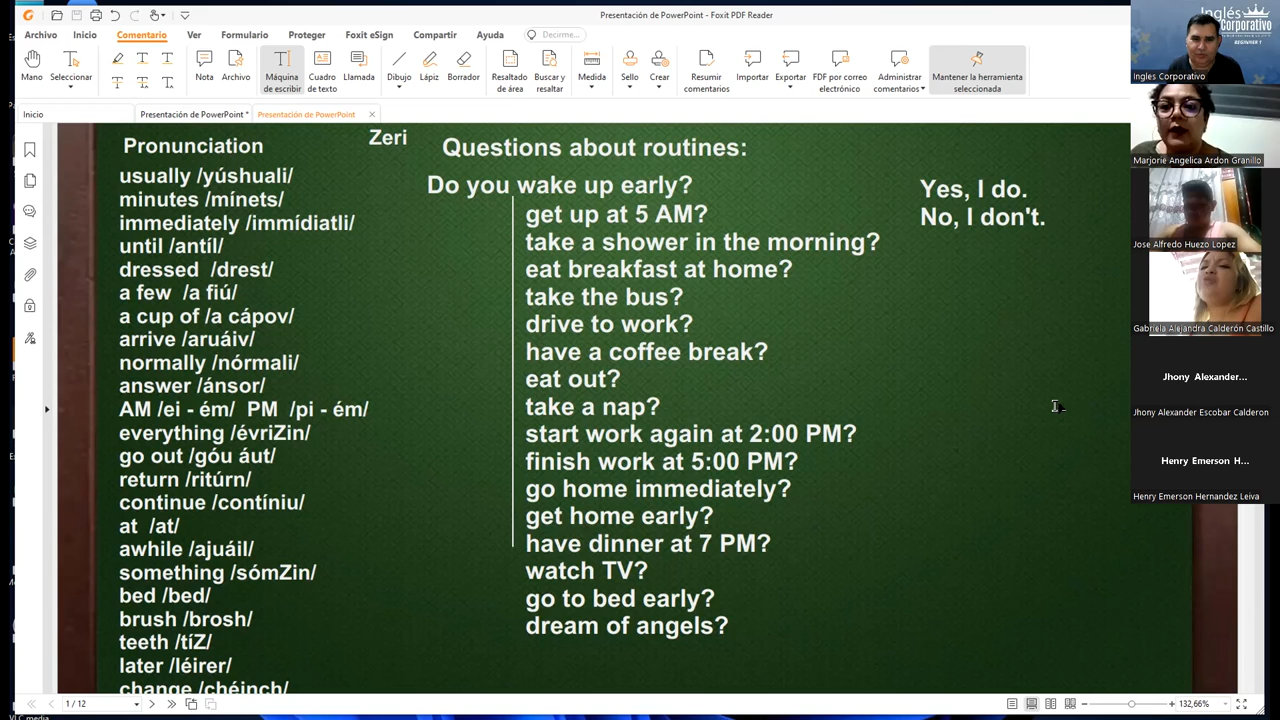 Presentación de PowerPoint - Foxit PDF Reader
Archivo Inicio Comentario Ver Formulario Proteger Foxit eSign Compartir Ayuda Decirme...
Mano
Seleccionar
Nota
Archivo
Máquina de escribir
Cuadro de texto
Llamada
Dibujo
Lápiz
Borrador
Resaltado de área
Buscar y resaltar
Medida
Sello
Crear
Resumir comentarios
Importar
Exportar
PDF por correo electrónico
Administrar comentarios
Mantener la herramienta seleccionada
Inicio
Presentación de PowerPoint *
Presentación de PowerPoint
Pronunciation
usually /yúshuali/
minutes /mínets/
immediately /immídiatli/
until /antíl/
dressed /drest/
a few /a fiú/
a cup of /a cápov/
arrive /aruáiv/
normally /nórmali/
answer /ánsor/
AM /ei - ém/ PM /pi - ém/
everything /évriZin/
go out /góu áut/
return /ritúrn/
continue /contíniu/
at /at/
awhile /ajuáil/
something /sómZin/
bed /bed/
brush /brosh/
teeth /tíZ/
later /léirer/
change /chéinch/
Zeri
Questions about routines:
Do you wake up early?
get up at 5 AM?
take a shower in the morning?
eat breakfast at home?
take the bus?
drive to work?
have a coffee break?
eat out?
take a nap?
start work again at 2:00 PM?
finish work at 5:00 PM?
go home immediately?
get home early?
have dinner at 7 PM?
watch TV?
go to bed early?
dream of angels?
Yes, I do.
No, I don't.
Inglés
Corporativo
BEGINNER 1
Ingles Corporativo
Marjorie Angelica Ardon Granillo
Jose Alfredo Huezo Lopez
Gabriela Alejandra Calderón Castillo
Jhony Alexander...
Jhony Alexander Escobar Calderon
Henry Emerson H...
Henry Emerson Hernandez Leiva
1 / 12
132,66%
VLC media